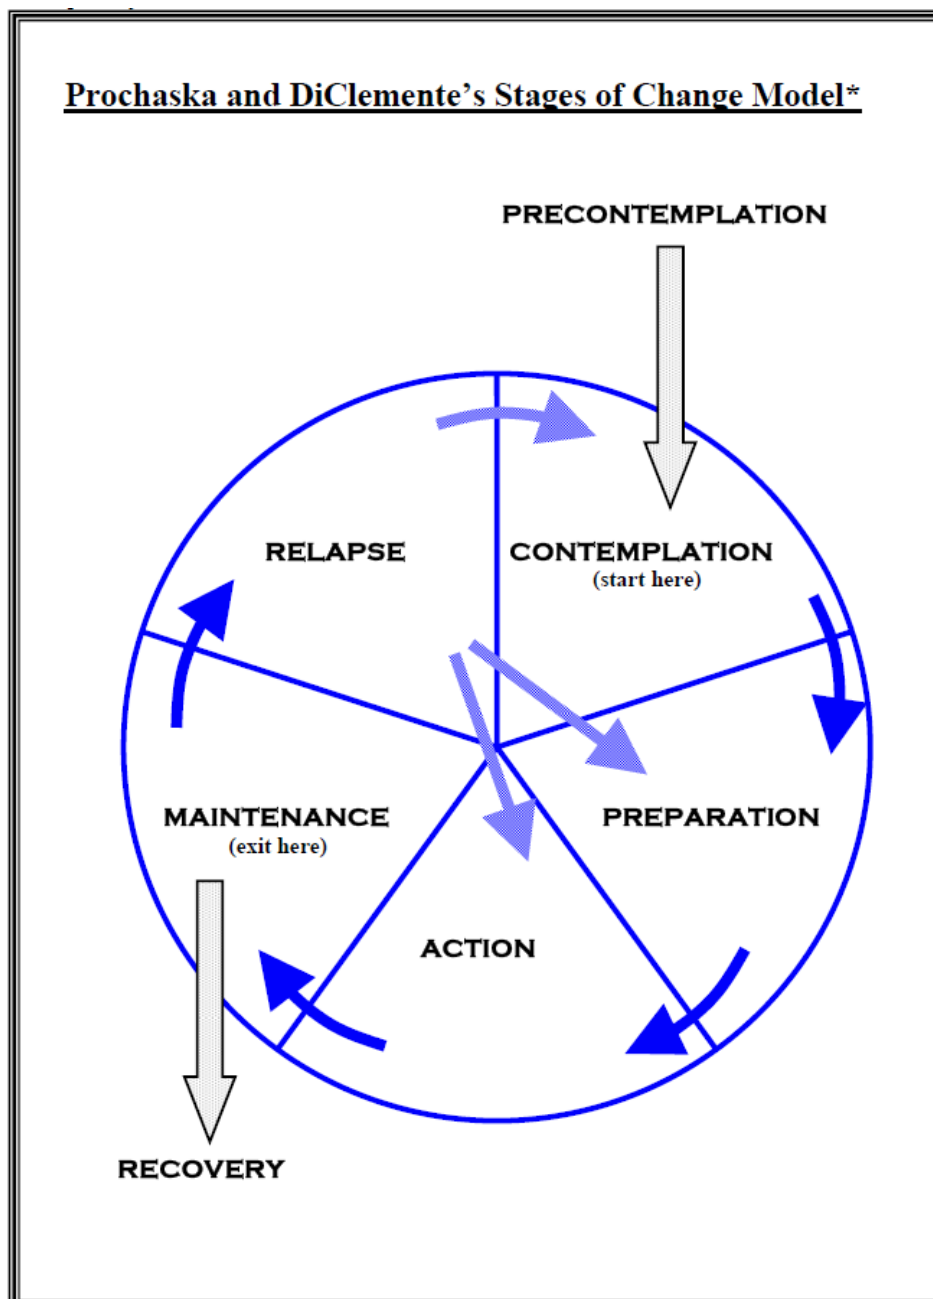 Prochaska and DiClemente's Stages of Change Model*
PRECONTEMPLATION
RELAPSE
CONTEMPLATION
(start here)
MAINTENANCE
(exit here)
PREPARATION
ACTION
RECOVERY